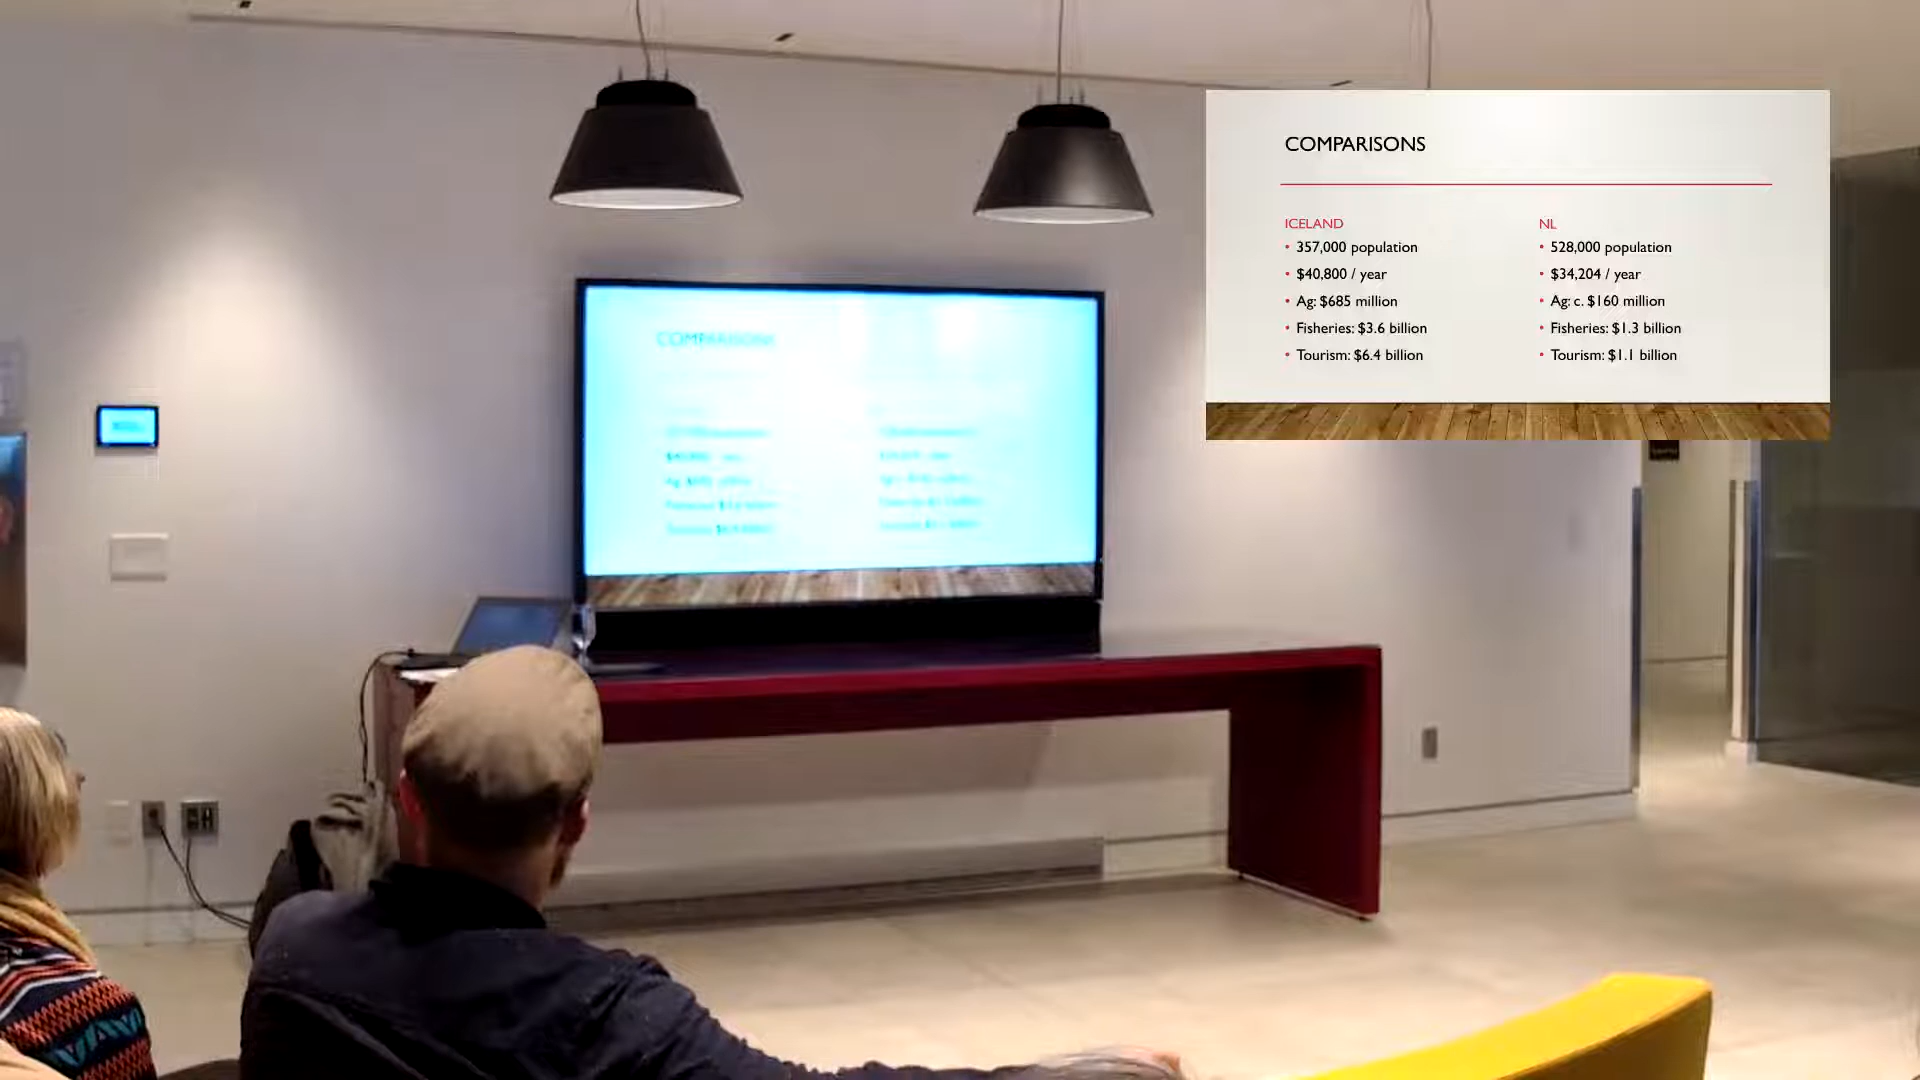 COMPARISONS
ICELAND
• 357,000 population
• $40,800 / year
• Ag: $685 million
• Fisheries: $3.6 billion
• Tourism: $6.4 billion
NL
• 528,000 population
• $34,204 / year
• Ag: c. $160 million
• Fisheries: $1.3 billion
• Tourism: $1.1 billion
COMPARISONS